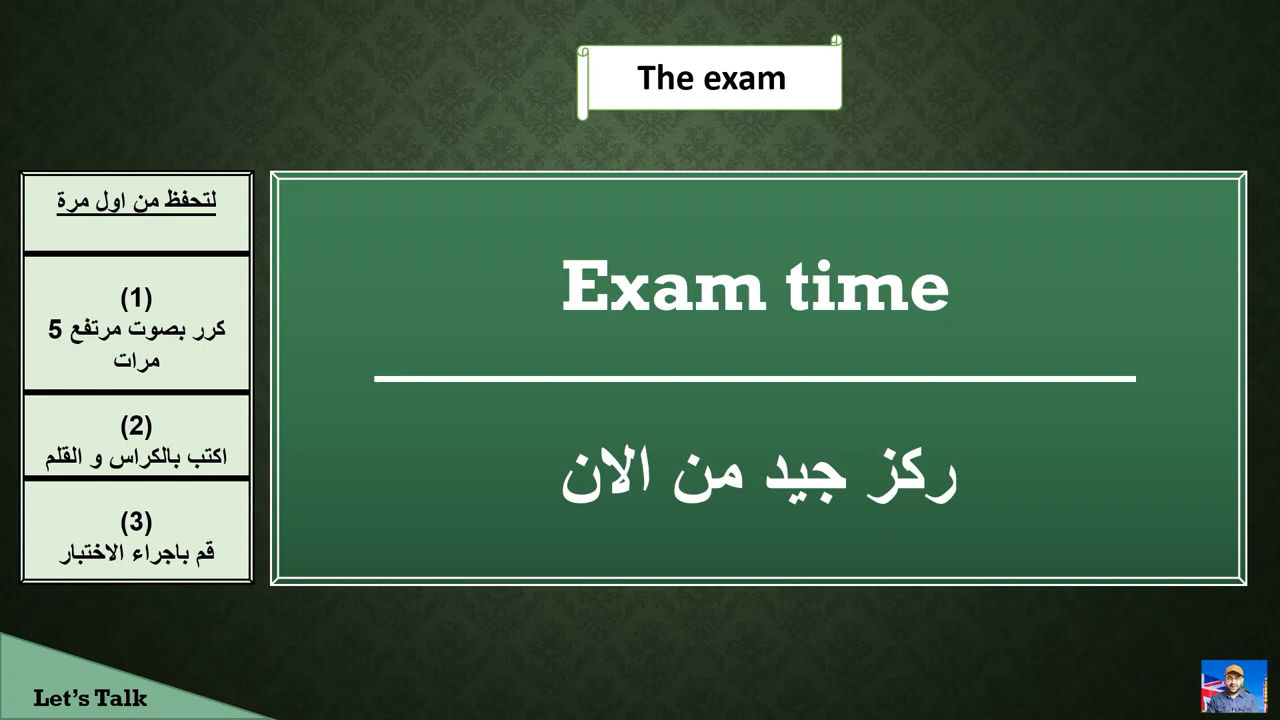 The exam
لتحفظ من اول مرة
(1)
كرر بصوت مرتفع 5
مرات
(2)
اكتب بالكراس و القلم
(3)
قم باجراء الاختبار
Exam time
ركز جيد من الان
Let's Talk